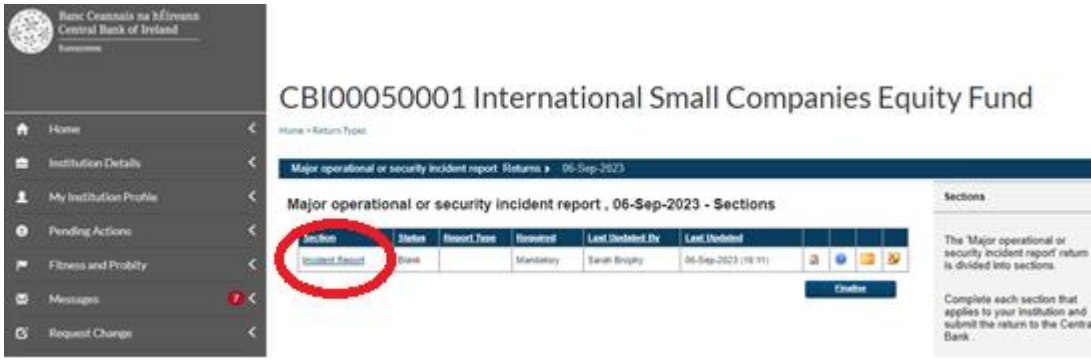 Banc Ceannais na hÉireann
Central Bank of Ireland
Eurosystem
CBI00050001 International Small Companies Equity Fund
Home > Return Types
Home
Institution Details
My Institution Profile
Pending Actions
Fitness and Probity
Messages 7
Request Change
Major operational or security incident report Returns > 06-Sep-2023
Major operational or security incident report , 06-Sep-2023 - Sections
Section Status Report Type Required Last Updated By Last Updated
Incident Report Blank Mandatory Sarah Brophy 06-Sep-2023 (16:11)
Finalise
Sections
The 'Major operational or
security incident report' return
is divided into sections.
Complete each section that
applies to your institution and
submit the return to the Centra
Bank .